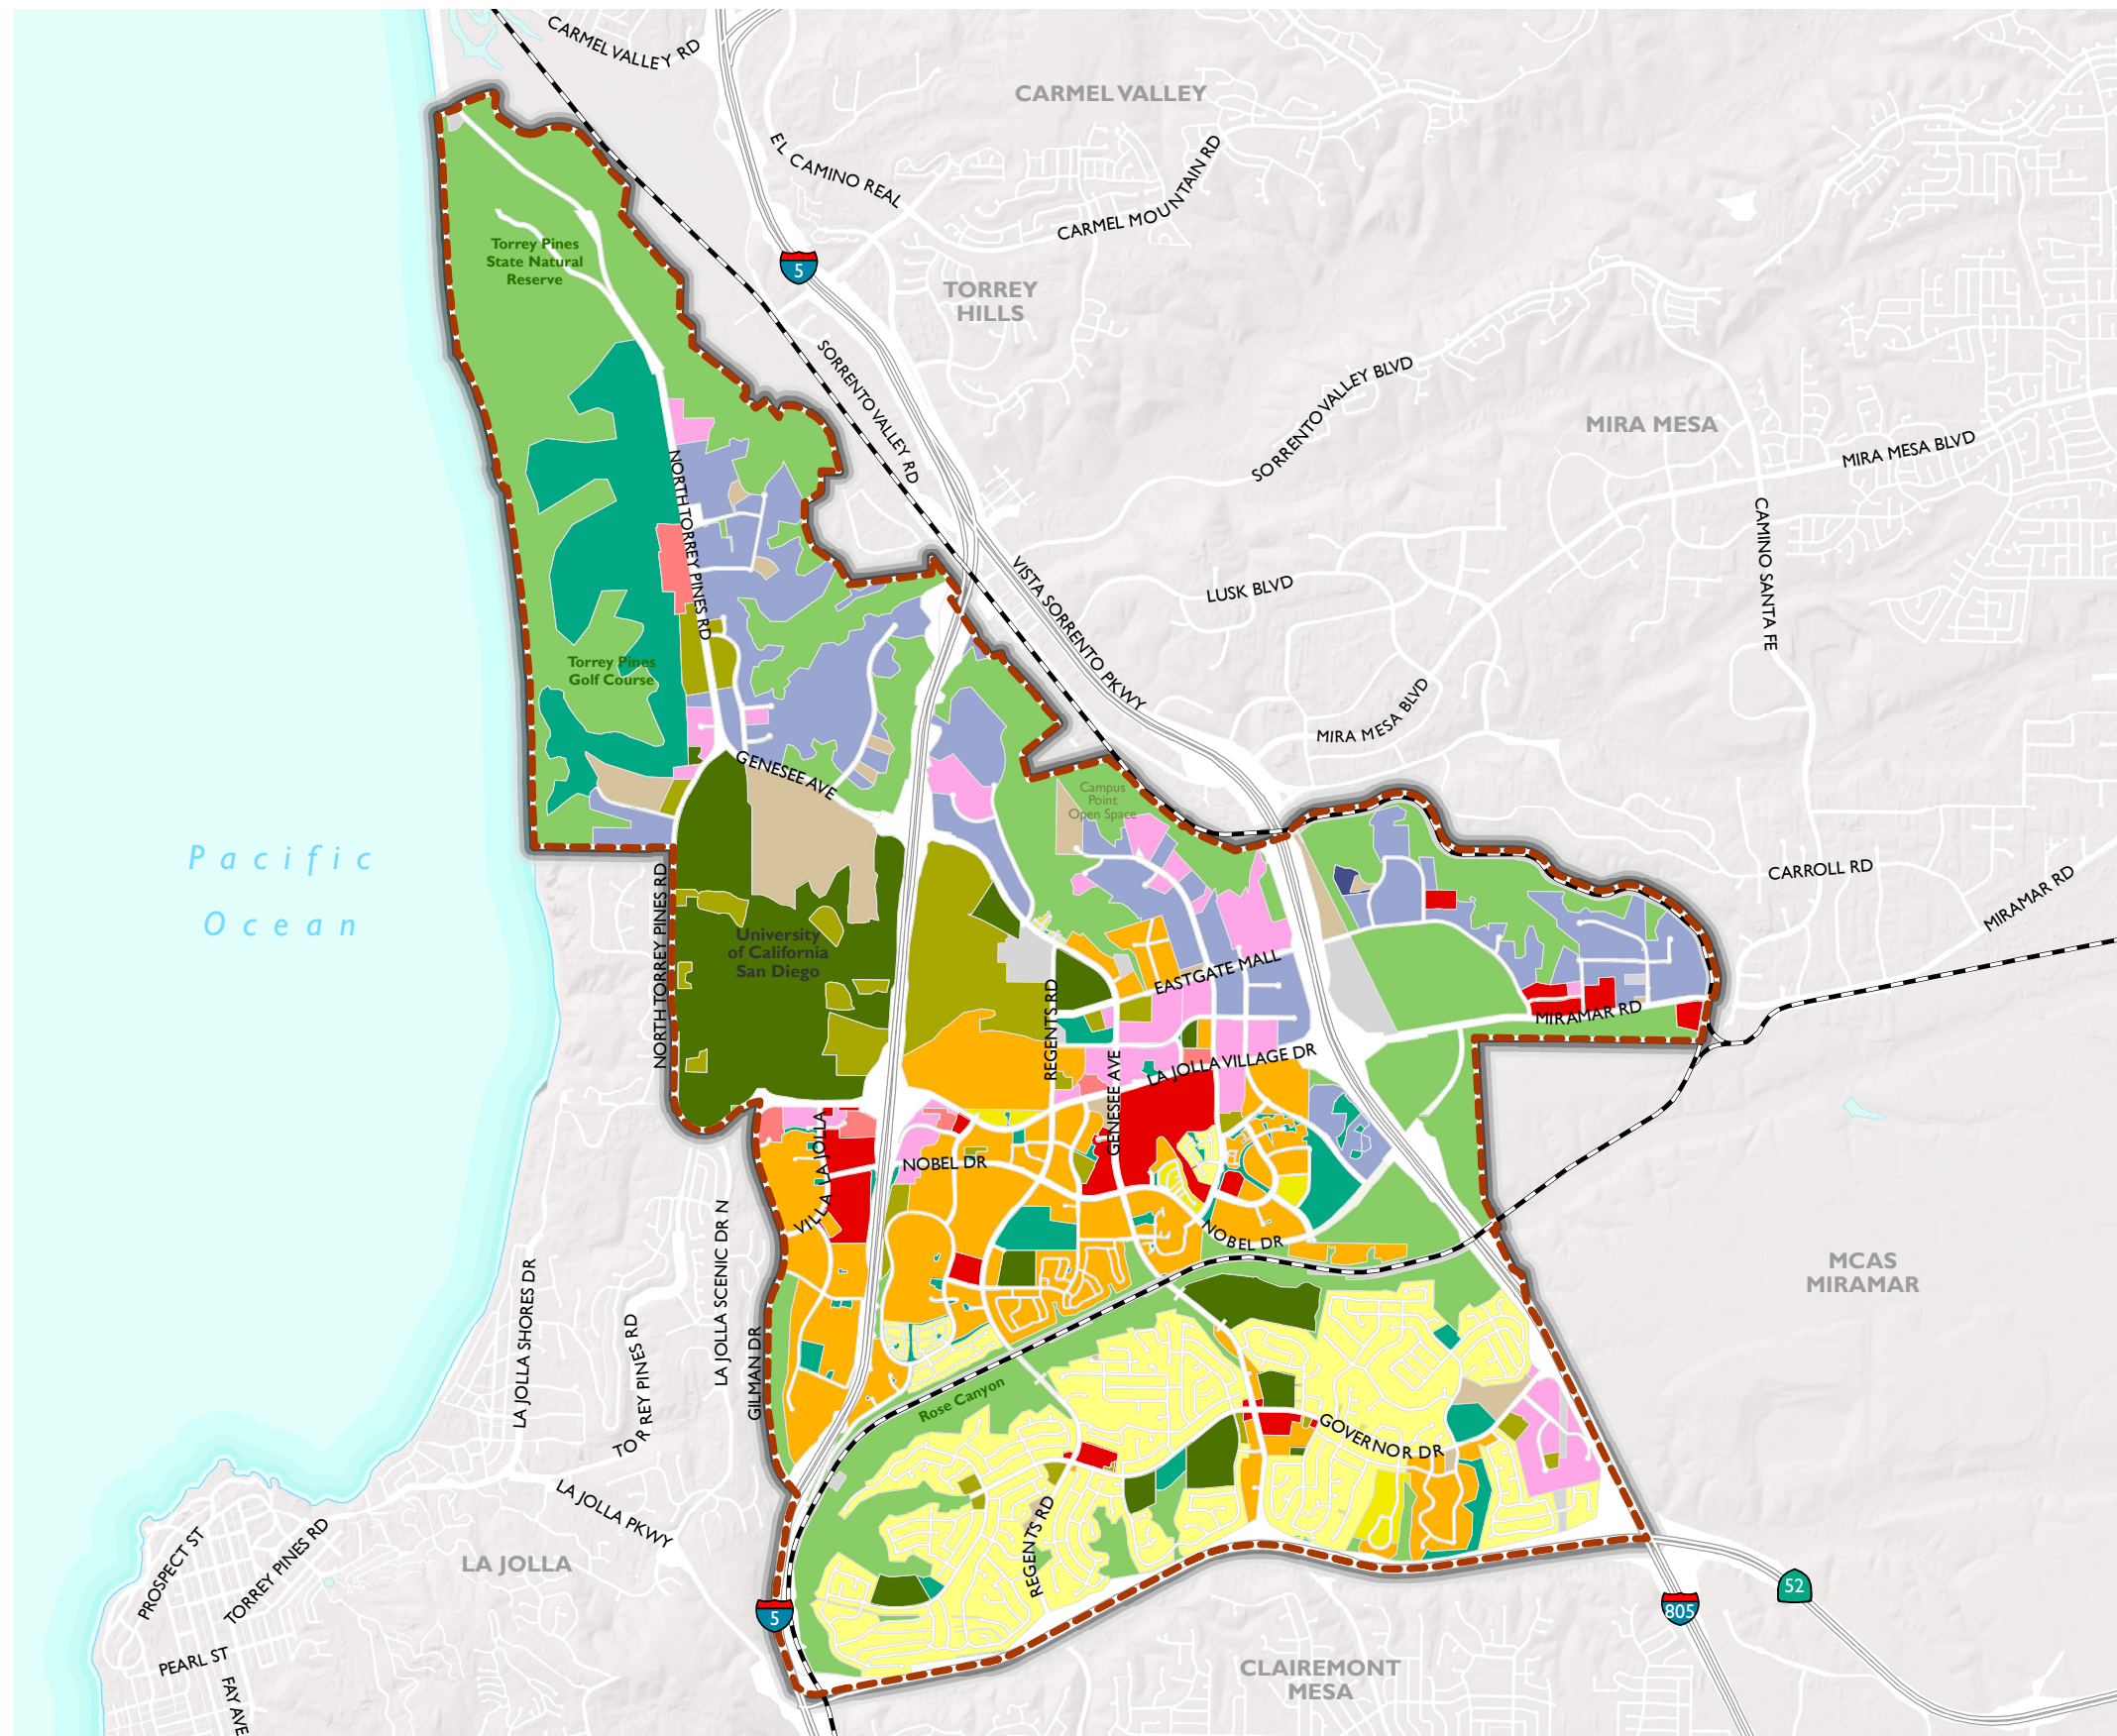 CARMEL VALLEY RD
CARMEL VALLEY
EL CAMINO REAL
CARMEL MOUNTAIN RD
Torrey Pines
State Natural
Reserve
5
TORREY
HILLS
SORRENTO VALLEY RD
SORRENTO VALLEY BLVD
MIRA MESA
MIRA MESA BLVD
NORTH TORREY PINES RD
CAMINO SANTA FE
VISTA SORRENTO PKWY
LUSK BLVD
Torrey Pines
Golf Course
MIRA MESA BLVD
GENESEE AVE
Campus
Point
Open Space
Pacific
Ocean
CARROLL RD
MIRAMAR RD
NORTH TORREY PINES RD
University
of California
San Diego
EASTGATE MALL
REGENTS RD
MIRAMAR RD
LA JOLLA VILLAGE DR
GENESEE AVE
VILLA LA JOLLA
NOBEL DR
NOBEL DR
LA JOLLA SCENIC DR N
LA JOLLA SHORES DR
MCAS
MIRAMAR
TORREY PINES RD
GILMAN DR
Rose Canyon
GOVERNOR DR
LA JOLLA PKWY
REGENTS RD
PROSPECT ST
TORREY PINES RD
LA JOLLA
5
805
52
PEARL ST
FAY AVE
CLAIREMONT
MESA